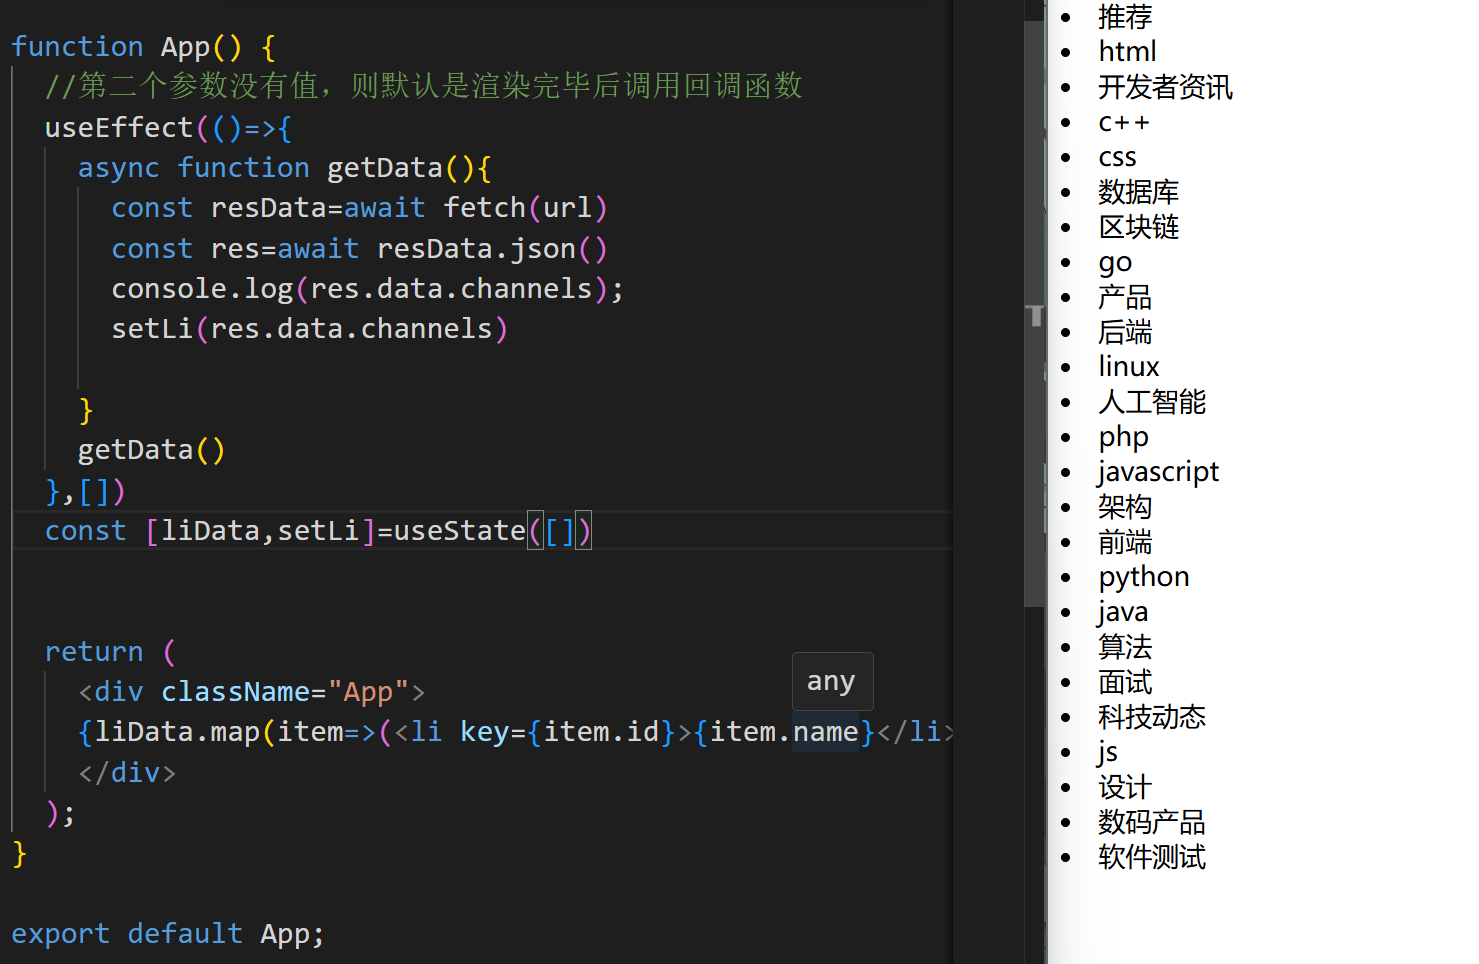 function App() {
//第二个参数没有值，则默认是渲染完毕后调用回调函数
useEffect(()=>{
async function getData(){
const resData=await fetch(url)
const res=await resData.json()
console.log(res.data.channels);
setLi(res.data.channels)
}
getData()
},[])
const [liData,setLi]=useState([])
return (
<div className="App">
any
{liData.map(item=>(<li key={item.id}>{item.name}</li>
</div>
);
}
export default App;
T
推荐
html
开发者资讯
c++
css
数据库
区块链
go
产品
后端
linux
人工智能
php
javascript
架构
前端
python
java
算法
面试
科技动态
js
设计
数码产品
软件测试